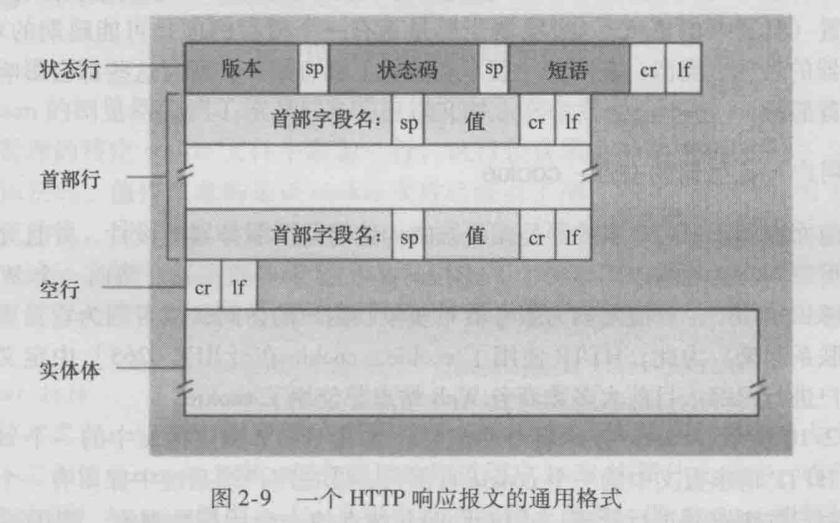 状态行 版本 sp 状态码 sp 短语 cr lf
首部字段名: sp 值 cr lf
首部行
首部字段名: sp 值 cr lf
空行 cr lf
实体体
图 2-9 一个 HTTP 响应报文的通用格式